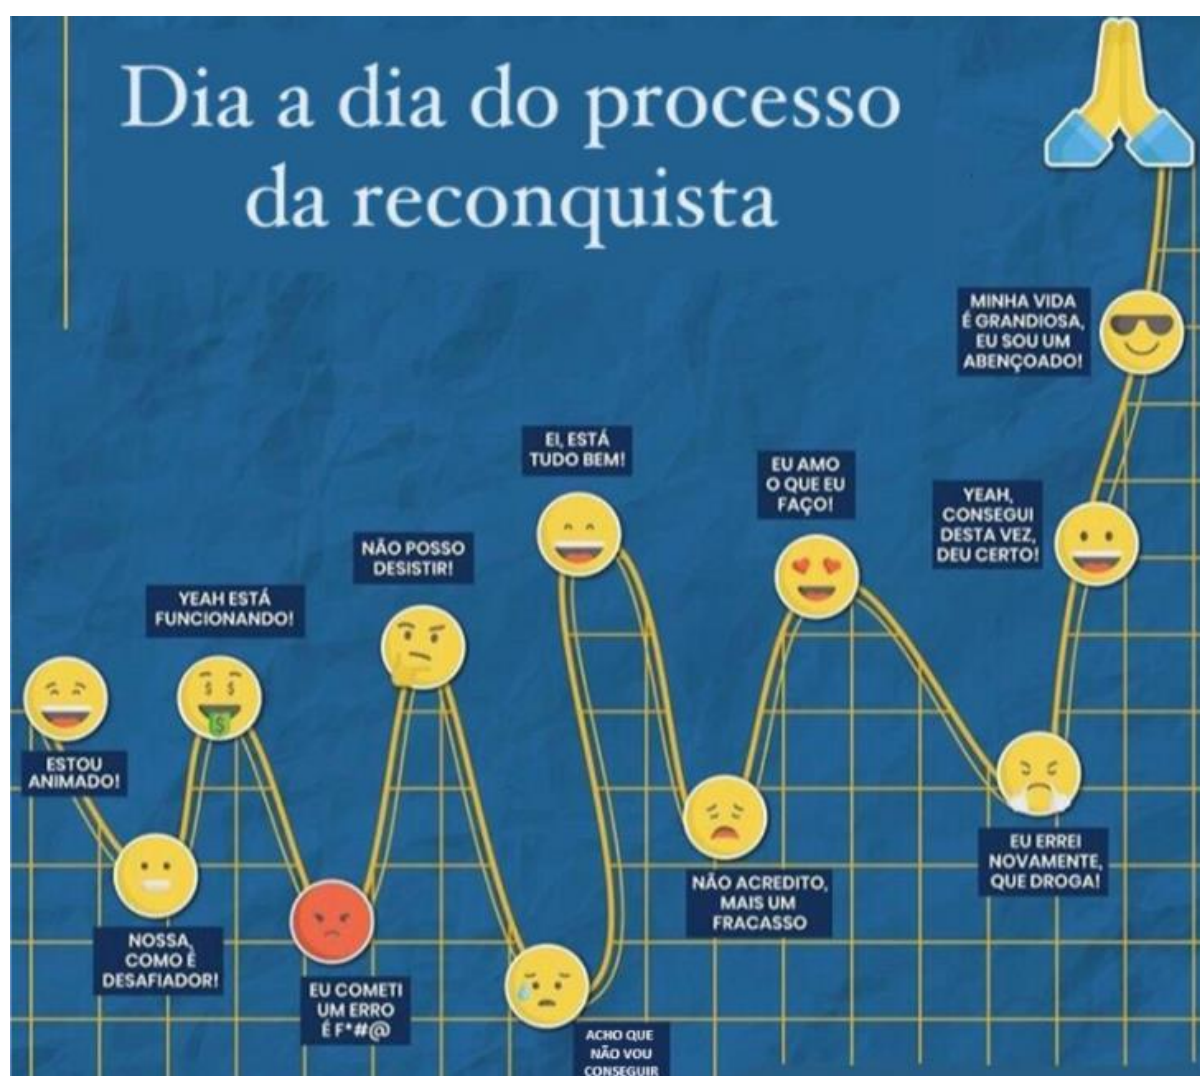 Dia a dia do processo
da reconquista
ESTOU
ANIMADO!
NOSSA,
COMO É
DESAFIADOR!
YEAH ESTÁ
FUNCIONANDO!
EU COMETI
UM ERRO
É F*#@
NÃO POSSO
DESISTIR!
ACHO QUE
NÃO VOU
CONSEGUIR
EI, ESTÁ
TUDO BEM!
NÃO ACREDITO,
MAIS UM
FRACASSO
EU AMO
O QUE EU
FAÇO!
EU ERREI
NOVAMENTE,
QUE DROGA!
YEAH,
CONSEGUI
DESTA VEZ,
DEU CERTO!
MINHA VIDA
É GRANDIOSA,
EU SOU UM
ABENÇOADO!